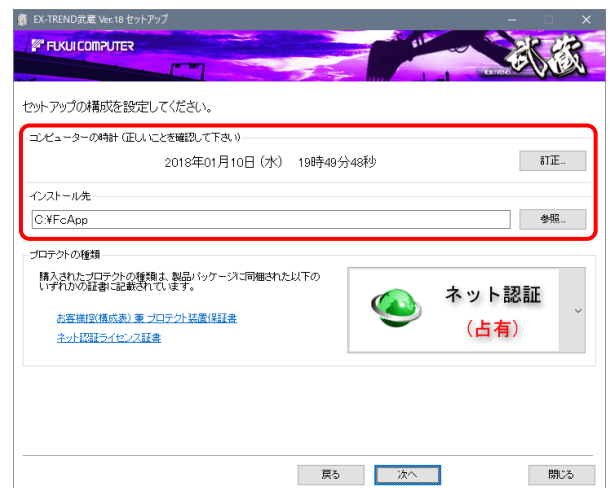 EX-TREND武蔵 Ver.18 セットアップ
FUKUI COMPUTER
EX-TREND 武蔵
セットアップの構成を設定してください。
コンピューターの時計 (正しいことを確認して下さい)
2018年01月10日 (水) 19時49分48秒
訂正...
インストール先
C:¥FcApp
参照...
プロテクトの種類
購入されたプロテクトの種類は、製品パッケージに同梱された以下の
いずれかの証書に記載されています。
お客様控(構成表) 兼 プロテクト装置保証書
ネット認証ライセンス証書
ネット認証
(占有)
戻る 次へ 閉じる